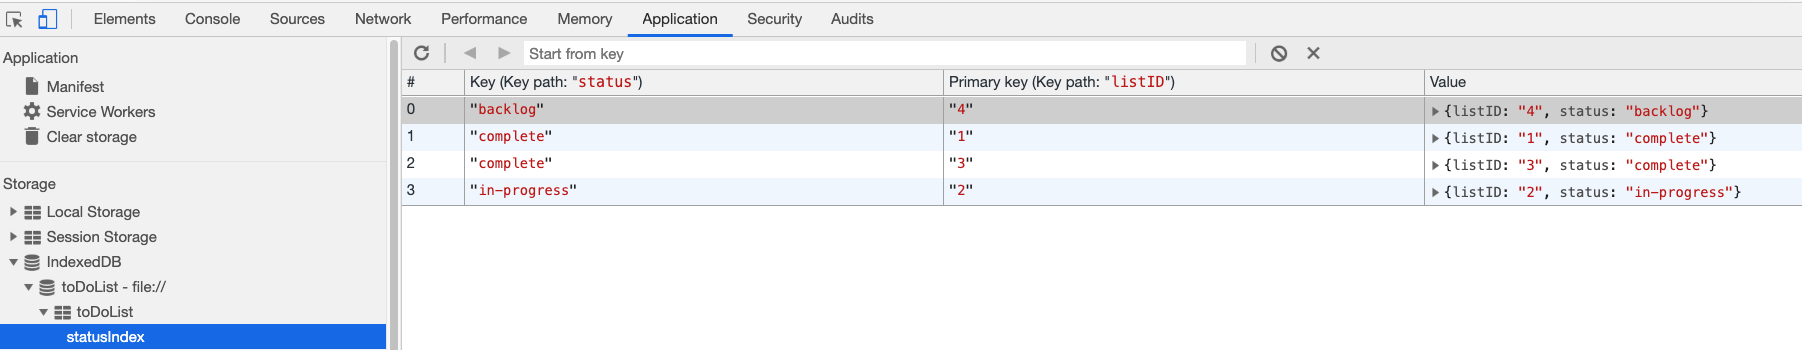 Elements Console Sources Network Performance Memory Application Security Audits
Application
Manifest
Service Workers
Clear storage
Storage
Local Storage
Session Storage
IndexedDB
toDoList - file://
toDoList
statusIndex
Start from key
# Key (Key path: "status") Primary key (Key path: "listID") Value
0 "backlog" "4" {listID: "4", status: "backlog"}
1 "complete" "1" {listID: "1", status: "complete"}
2 "complete" "3" {listID: "3", status: "complete"}
3 "in-progress" "2" {listID: "2", status: "in-progress"}